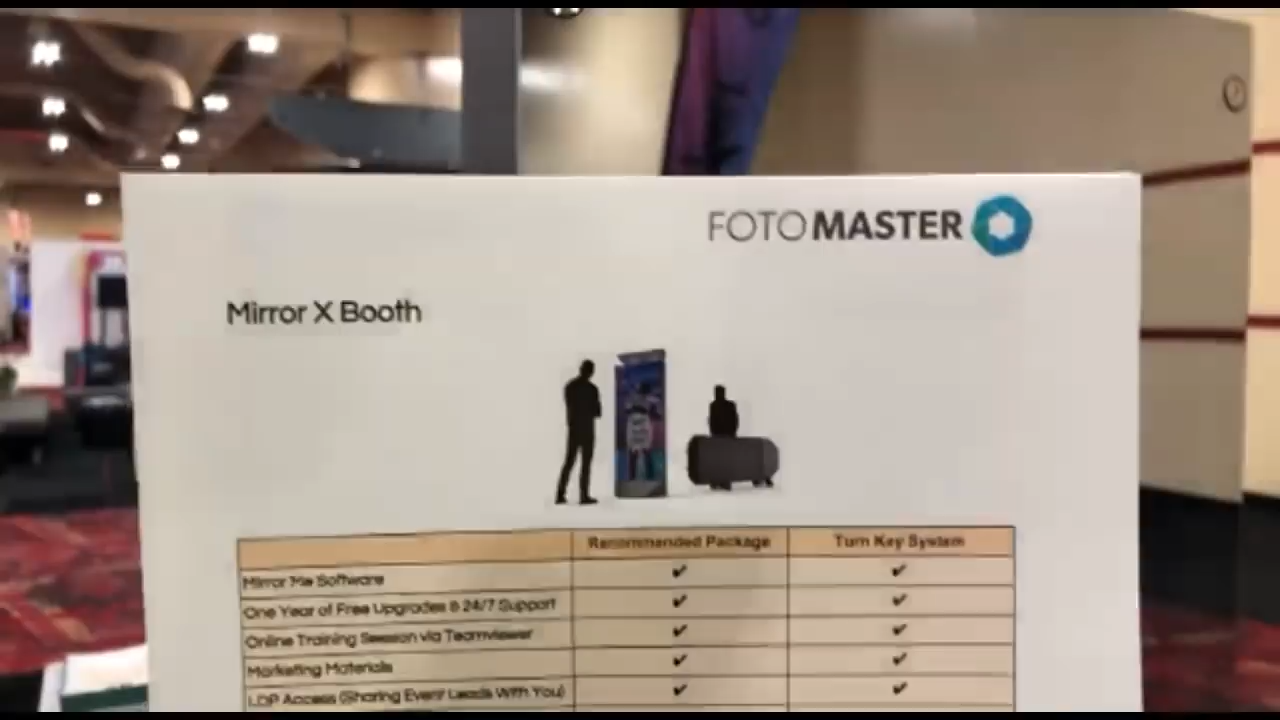 FOTOMASTER
Mirror X Booth
Recommended Package Turn Key System
Mirror Me Software ✔ ✔
One Year of Free Upgrades & 24/7 Support ✔ ✔
Online Training Session via Teamviewer ✔ ✔
Marketing Materials ✔ ✔
LDP Access (Sharing Event Leads With You) ✔ ✔